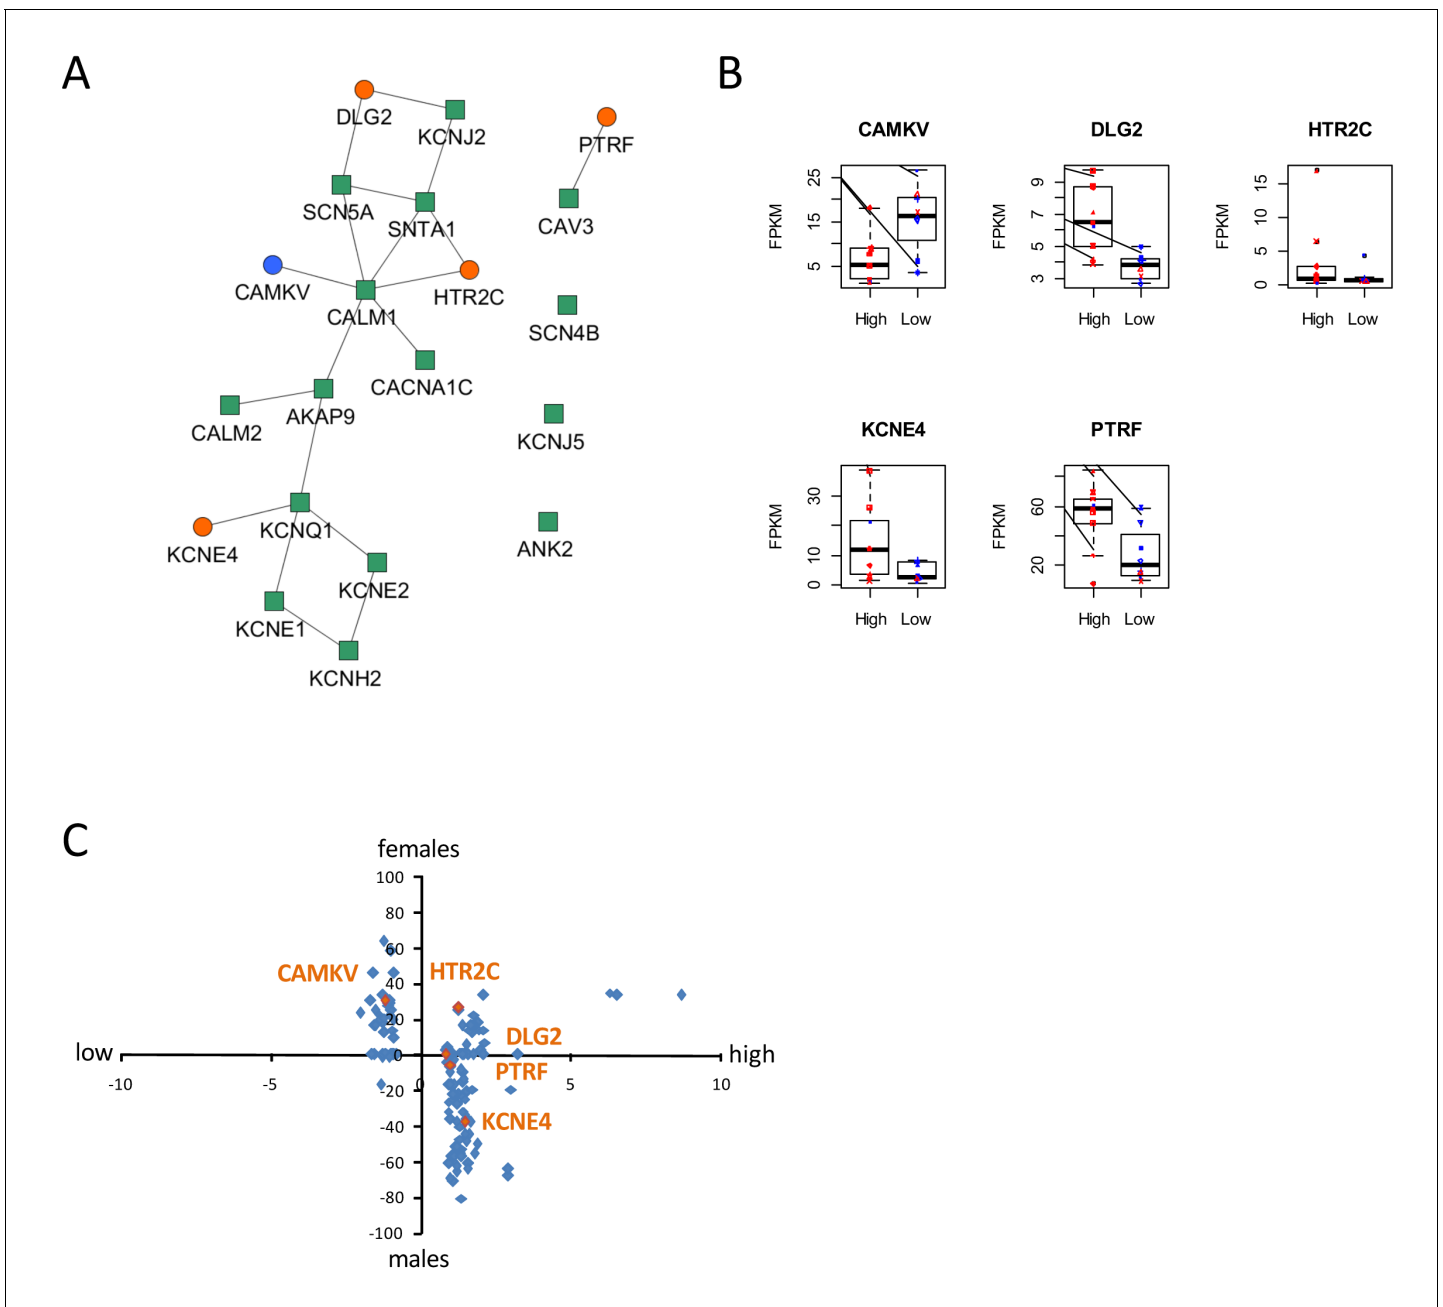 A
DLG2
KCNJ2
PTRF
SCN5A
SNTA1
CAV3
CAMKV
HTR2C
CALM1
SCN4B
CACNA1C
AKAP9
CALM2
KCNJ5
KCNQ1
KCNE4
ANK2
KCNE2
KCNE1
KCNH2
B
CAMKV
FPKM
25
15
5
High Low
DLG2
FPKM
9
7
5
3
High Low
HTR2C
FPKM
15
10
5
0
High Low
KCNE4
FPKM
30
10
0
High Low
PTRF
FPKM
60
20
High Low
C
females
100
80
60
CAMKV HTR2C
40
20
DLG2
low 0 high
PTRF
-10 -5 0 5 10
-20
KCNE4
-40
-60
-80
-100
males